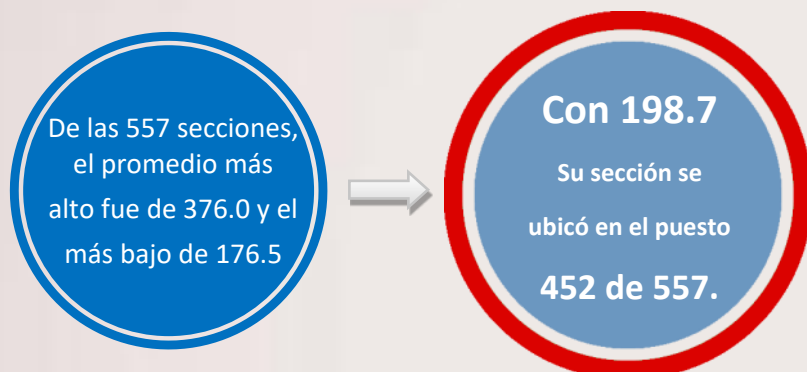 De las 557 secciones,
el promedio más
alto fue de 376.0 y el
más bajo de 176.5
Con 198.7
Su sección se
ubicó en el puesto
452 de 557.